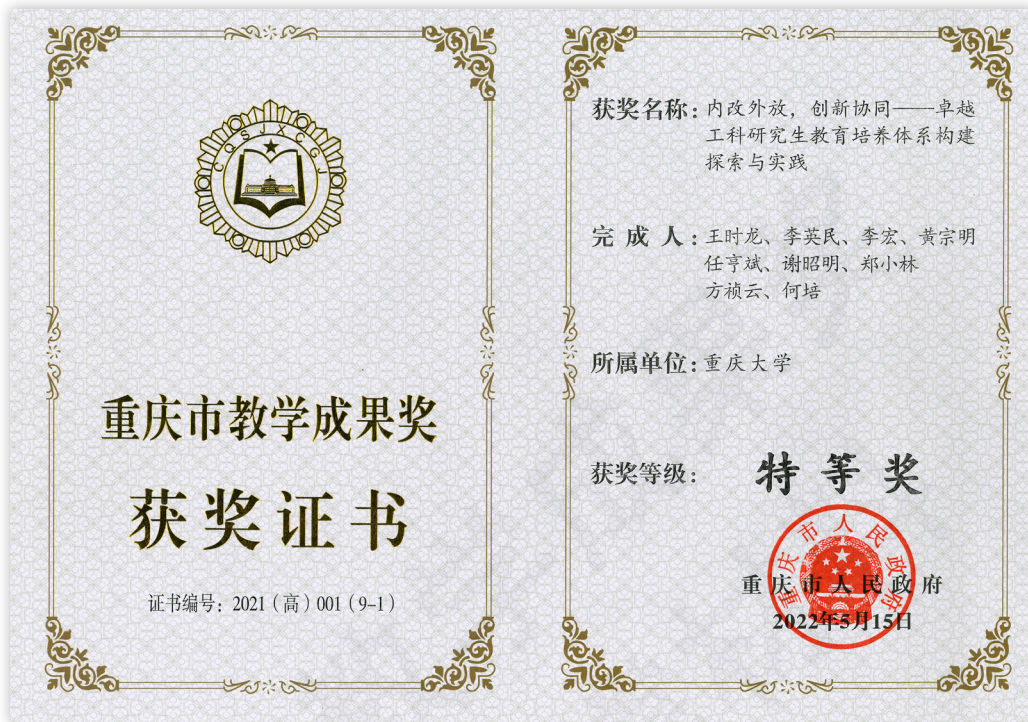 CQSJXCGJ
重庆市教学成果奖
获奖证书
证书编号：2021（高）001（9-1）
获奖名称：内改外放，创新协同——卓越
工科研究生教育培养体系构建
探索与实践
完成人：王时龙、李英民、李宏、黄宗明
任亨斌、谢昭明、郑小林
方祯云、何培
所属单位：重庆大学
获奖等级：特等奖
重庆市人民政府
重庆市人民政府
2022年5月15日